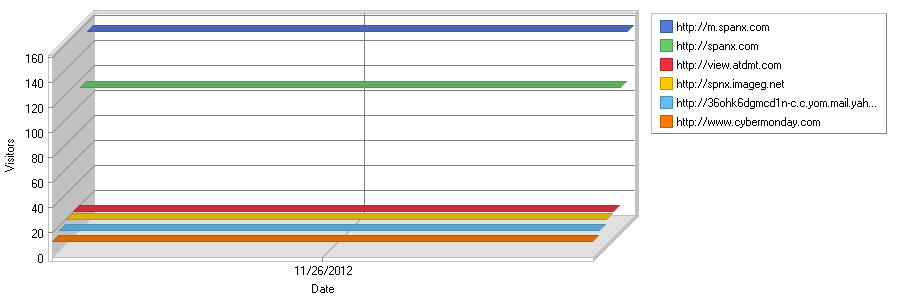 160
140
120
100
80
60
40
20
0
Visitors
11/26/2012
Date
http://m.spanx.com
http://spanx.com
http://view.atdmt.com
http://spnx.imageg.net
http://36ohk6dgmcd1n-c.c.yom.mail.yah...
http://www.cybermonday.com